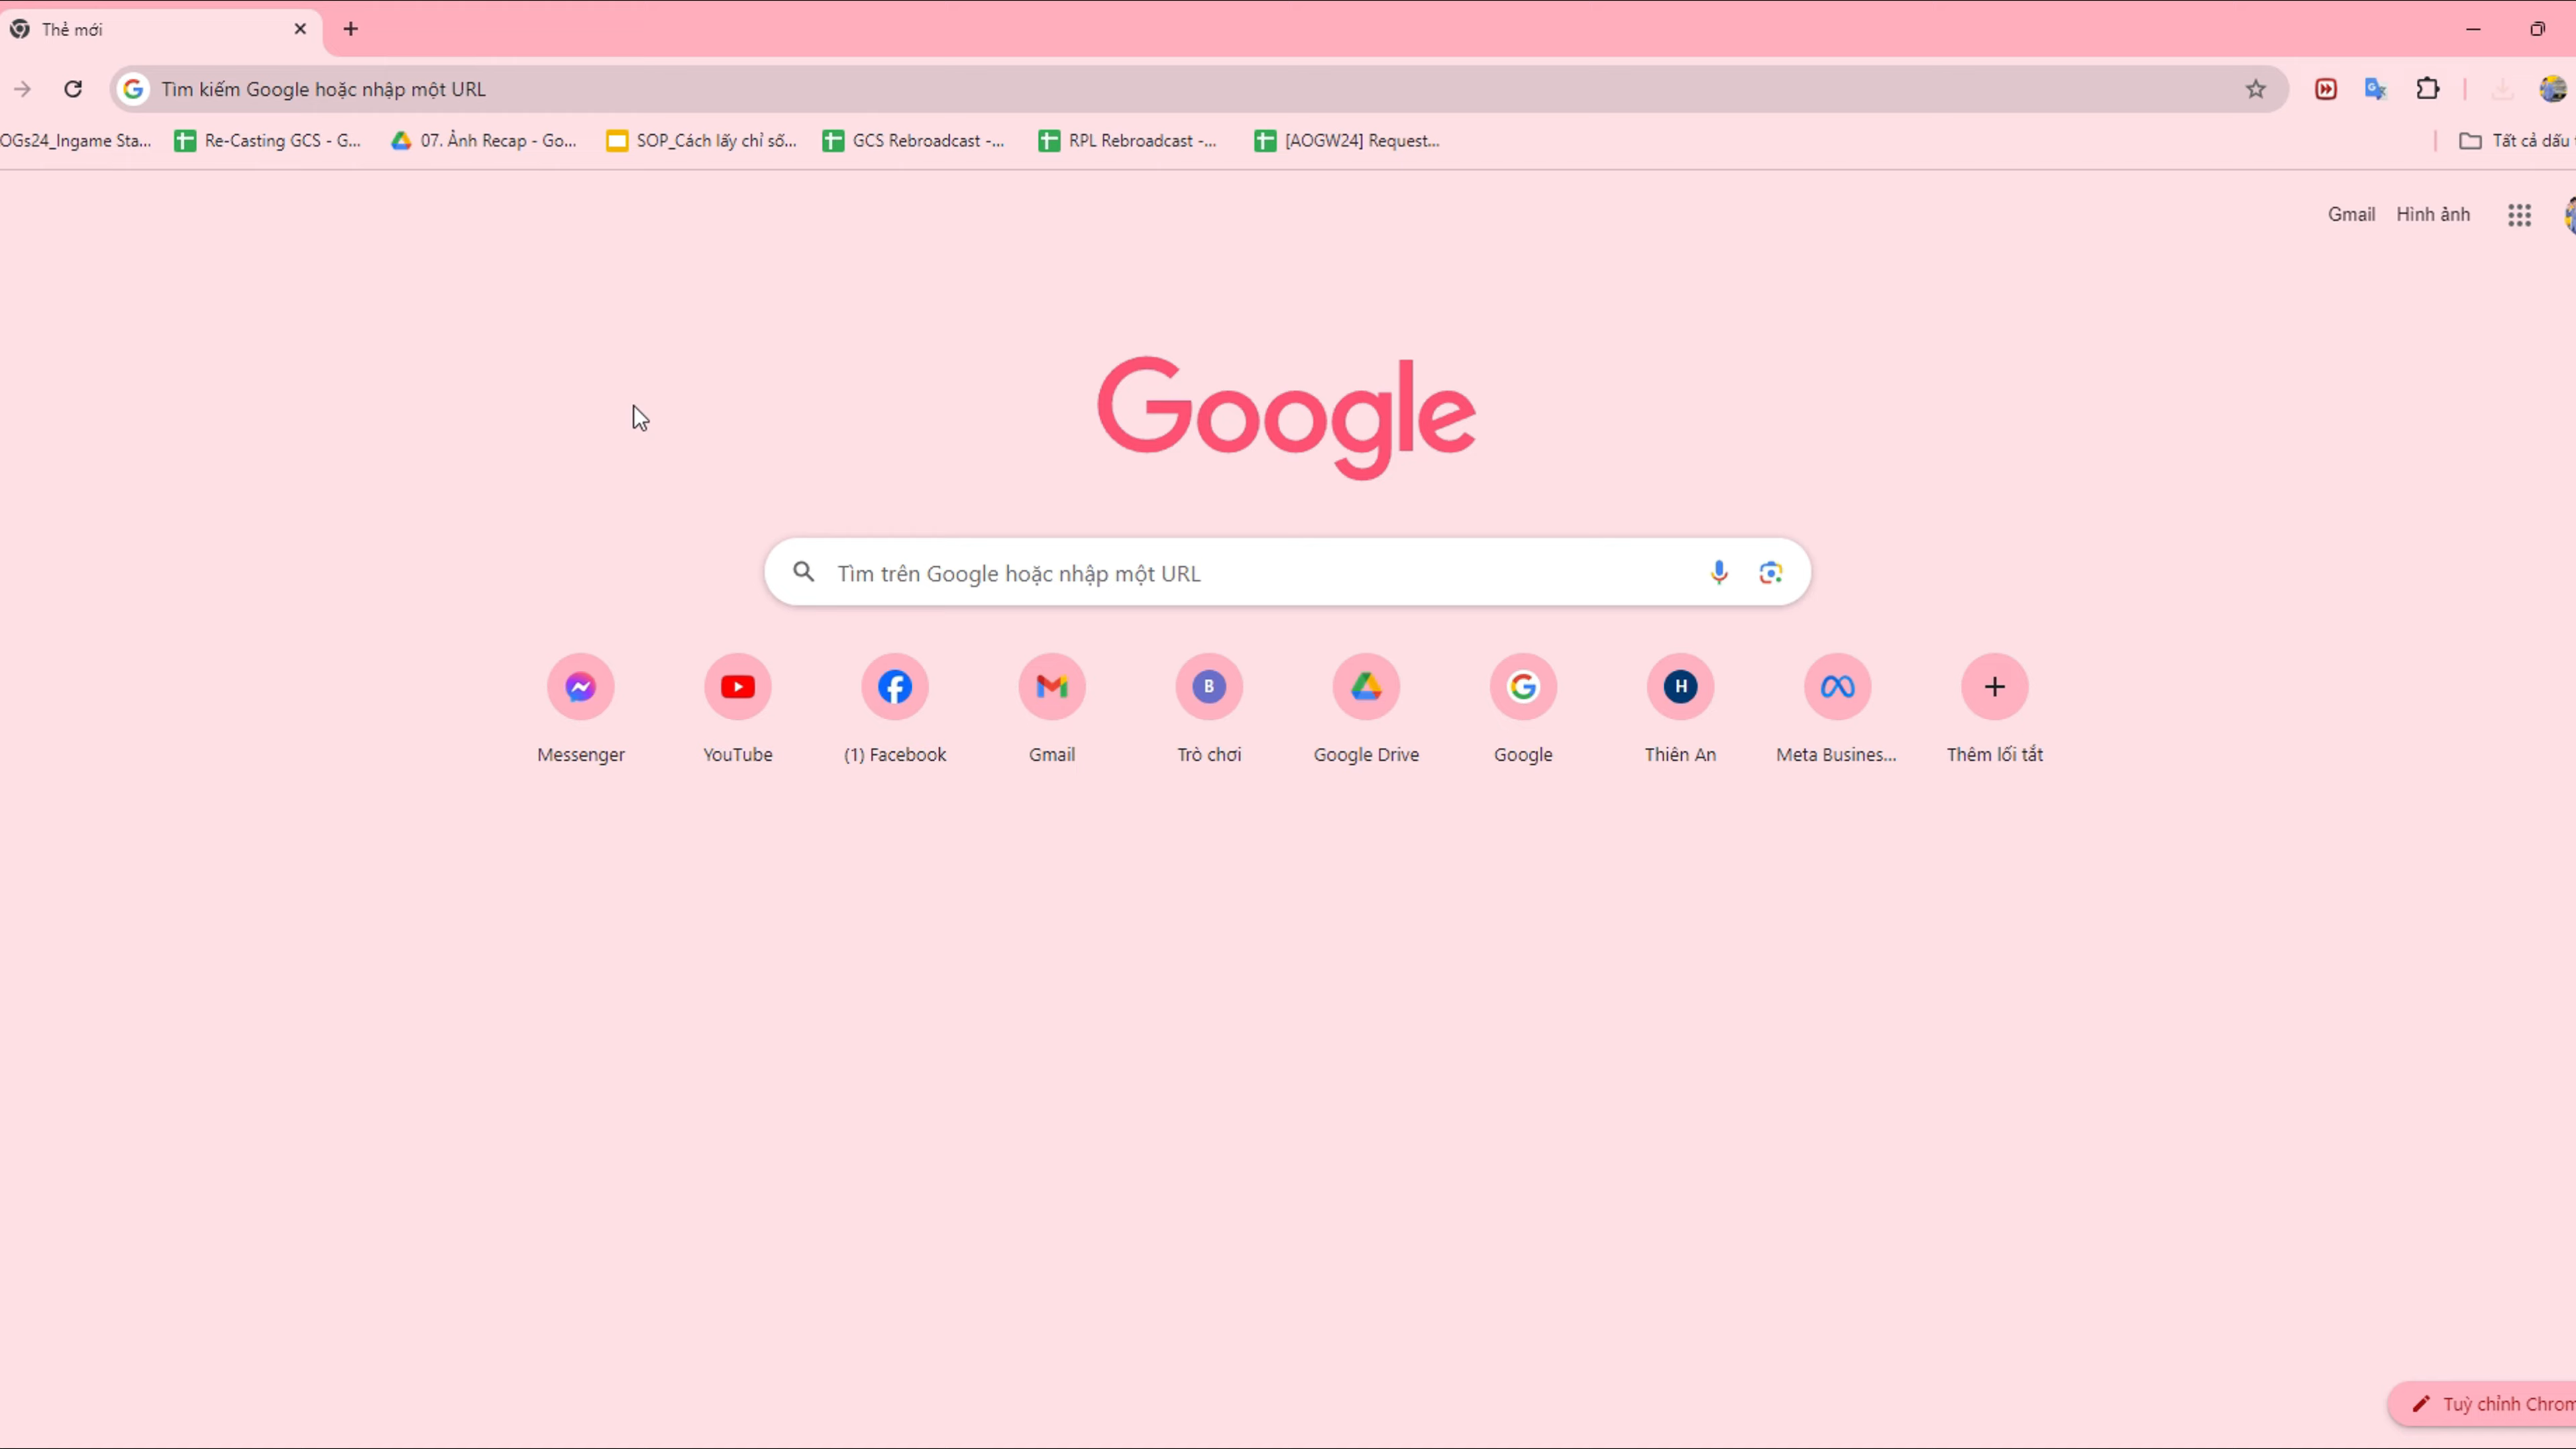 Thẻ mới
Tìm kiếm Google hoặc nhập một URL
OGs24_Ingame Sta... Re-Casting GCS - G... 07. Ảnh Recap - Go... SOP_Cách lấy chỉ số... GCS Rebroadcast -... RPL Rebroadcast -... [AOGW24] Request... Tất cả dấu
Gmail Hình ảnh
Google
Tìm trên Google hoặc nhập một URL
B H
Messenger YouTube (1) Facebook Gmail Trò chơi Google Drive Google Thiên An Meta Busines... Thêm lối tắt
Tuỳ chỉnh Chrom